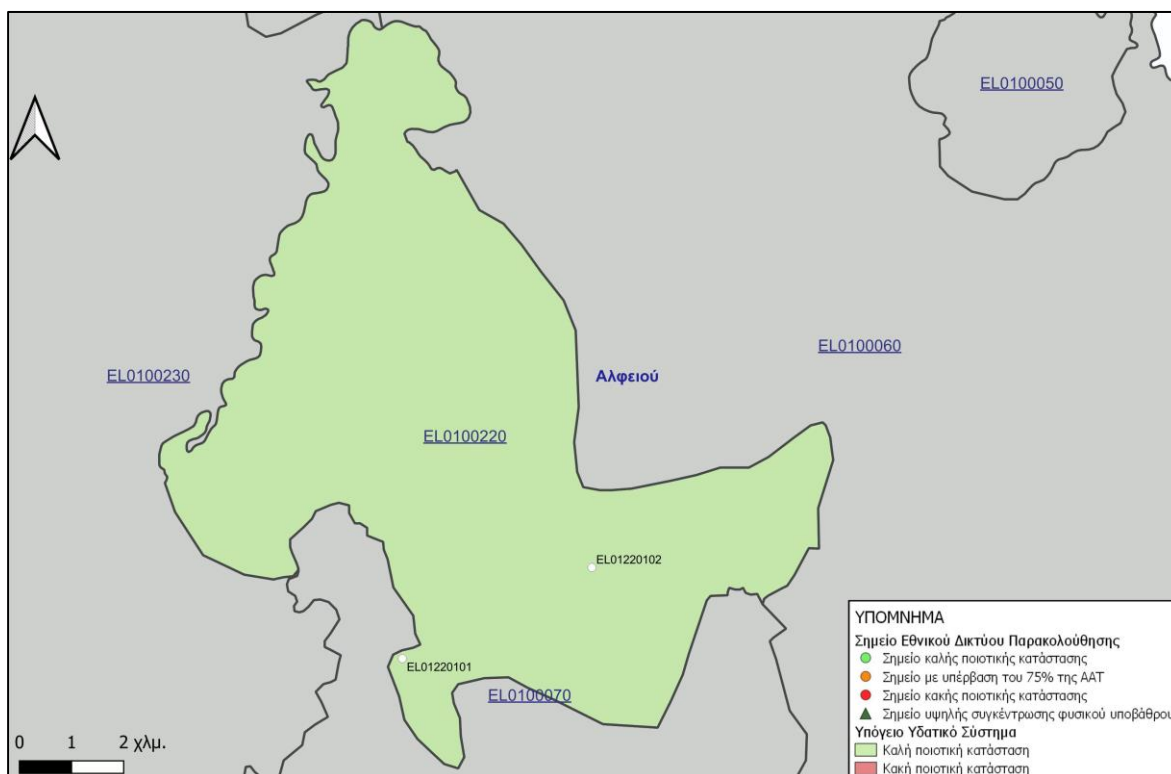 EL0100050
EL0100060
EL0100230
Αλφειού
EL0100220
EL01220102
EL01220101
EL0100070
0 1 2 χλμ.
ΥΠΟΜΝΗΜΑ
Σημείο Εθνικού Δικτύου Παρακολούθησης
Σημείο καλής ποιοτικής κατάστασης
Σημείο με υπέρβαση του 75% της ΑΑΤ
Σημείο κακής ποιοτικής κατάστασης
Σημείο υψηλής συγκέντρωσης φυσικού υποβάθρου
Υπόγειο Υδατικό Σύστημα
Καλή ποιοτική κατάσταση
Κακή ποιοτική κατάσταση